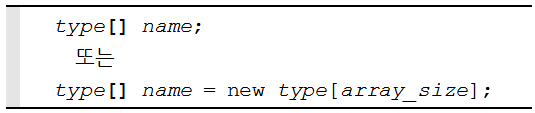 type[] name;
또는
type[] name = new type[array_size];